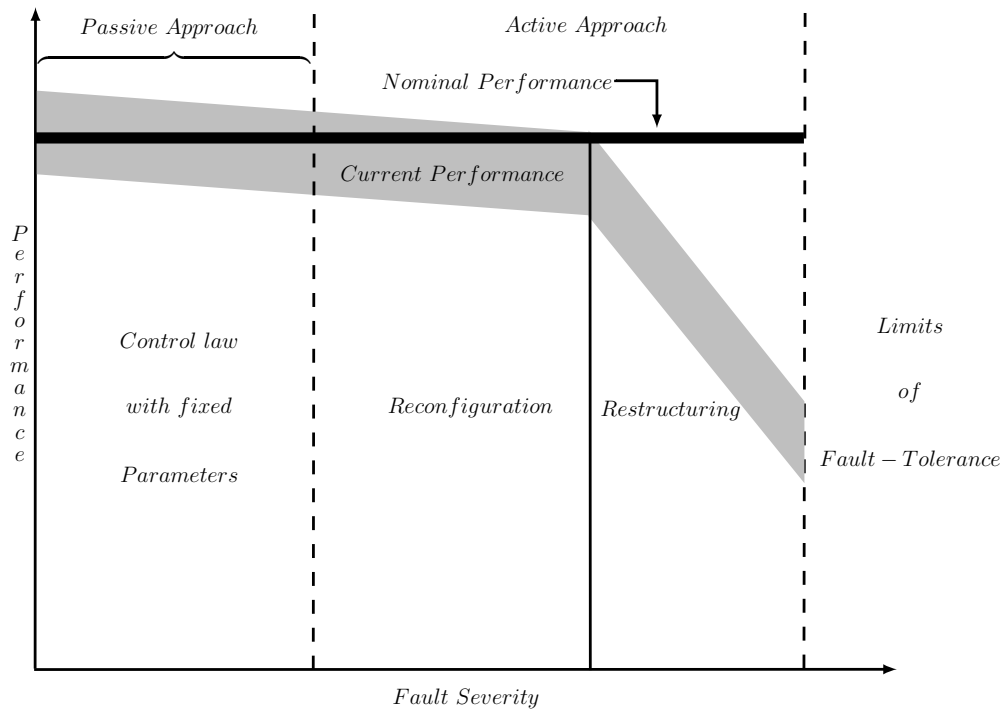 Passive Approach
Active Approach
Nominal Performance
Current Performance
Performance
Control law
with fixed
Parameters
Reconfiguration
Restructuring
Limits
of
Fault − Tolerance
Fault Severity